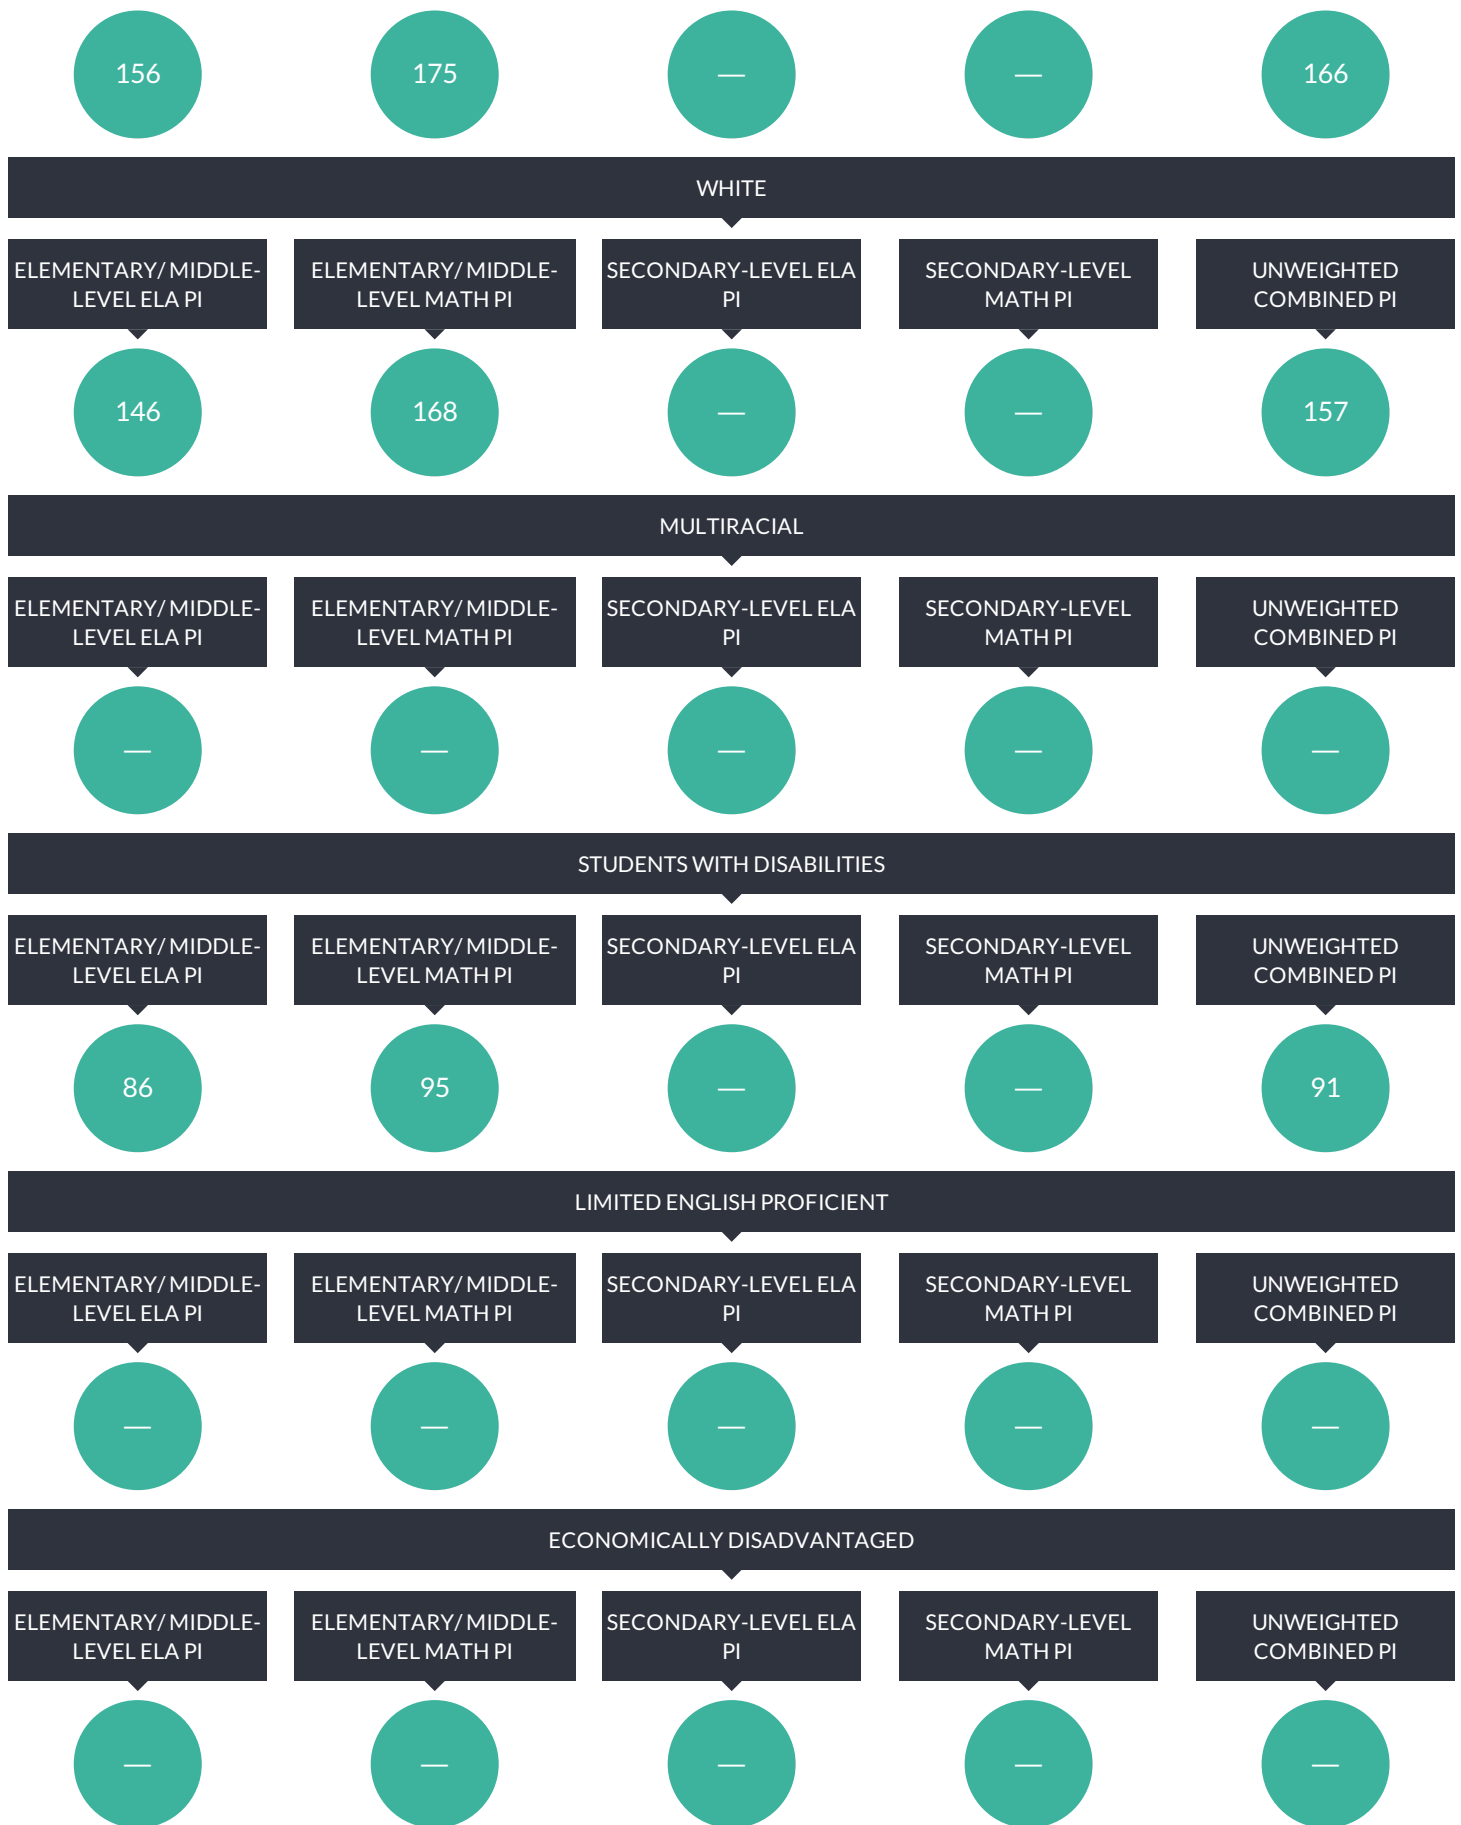 156 175 — — 166
WHITE
ELEMENTARY/ MIDDLE- ELEMENTARY/ MIDDLE- SECONDARY-LEVEL ELA SECONDARY-LEVEL UNWEIGHTED
LEVEL ELA PI LEVEL MATH PI PI MATH PI COMBINED PI
146 168 — — 157
MULTIRACIAL
ELEMENTARY/ MIDDLE- ELEMENTARY/ MIDDLE- SECONDARY-LEVEL ELA SECONDARY-LEVEL UNWEIGHTED
LEVEL ELA PI LEVEL MATH PI PI MATH PI COMBINED PI
— — — — —
STUDENTS WITH DISABILITIES
ELEMENTARY/ MIDDLE- ELEMENTARY/ MIDDLE- SECONDARY-LEVEL ELA SECONDARY-LEVEL UNWEIGHTED
LEVEL ELA PI LEVEL MATH PI PI MATH PI COMBINED PI
86 95 — — 91
LIMITED ENGLISH PROFICIENT
ELEMENTARY/ MIDDLE- ELEMENTARY/ MIDDLE- SECONDARY-LEVEL ELA SECONDARY-LEVEL UNWEIGHTED
LEVEL ELA PI LEVEL MATH PI PI MATH PI COMBINED PI
— — — — —
ECONOMICALLY DISADVANTAGED
ELEMENTARY/ MIDDLE- ELEMENTARY/ MIDDLE- SECONDARY-LEVEL ELA SECONDARY-LEVEL UNWEIGHTED
LEVEL ELA PI LEVEL MATH PI PI MATH PI COMBINED PI
— — — — —